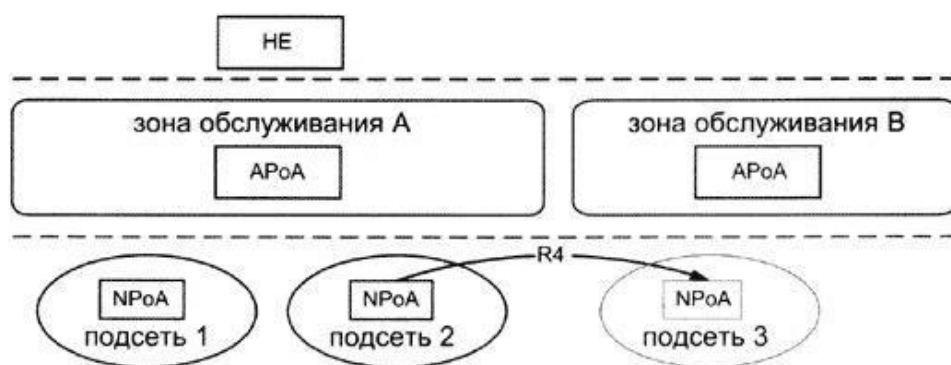 HE
зона обслуживания A
APoA
зона обслуживания B
APoA
R4
NPoA
подсеть 1
NPoA
подсеть 2
NPoA
подсеть 3